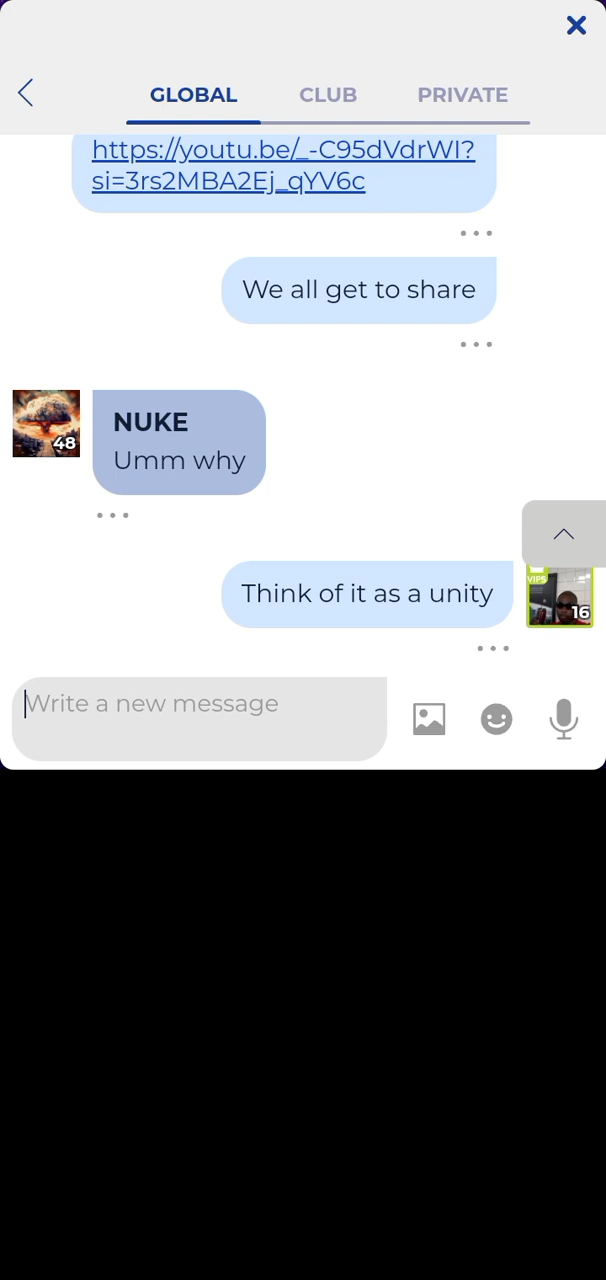 GLOBAL CLUB PRIVATE
https://youtu.be/_-C95dVdrWI?
si=3rs2MBA2Ej_qYV6c
We all get to share
NUKE
48
Umm why
VIP5
Think of it as a unity
16
Write a new message